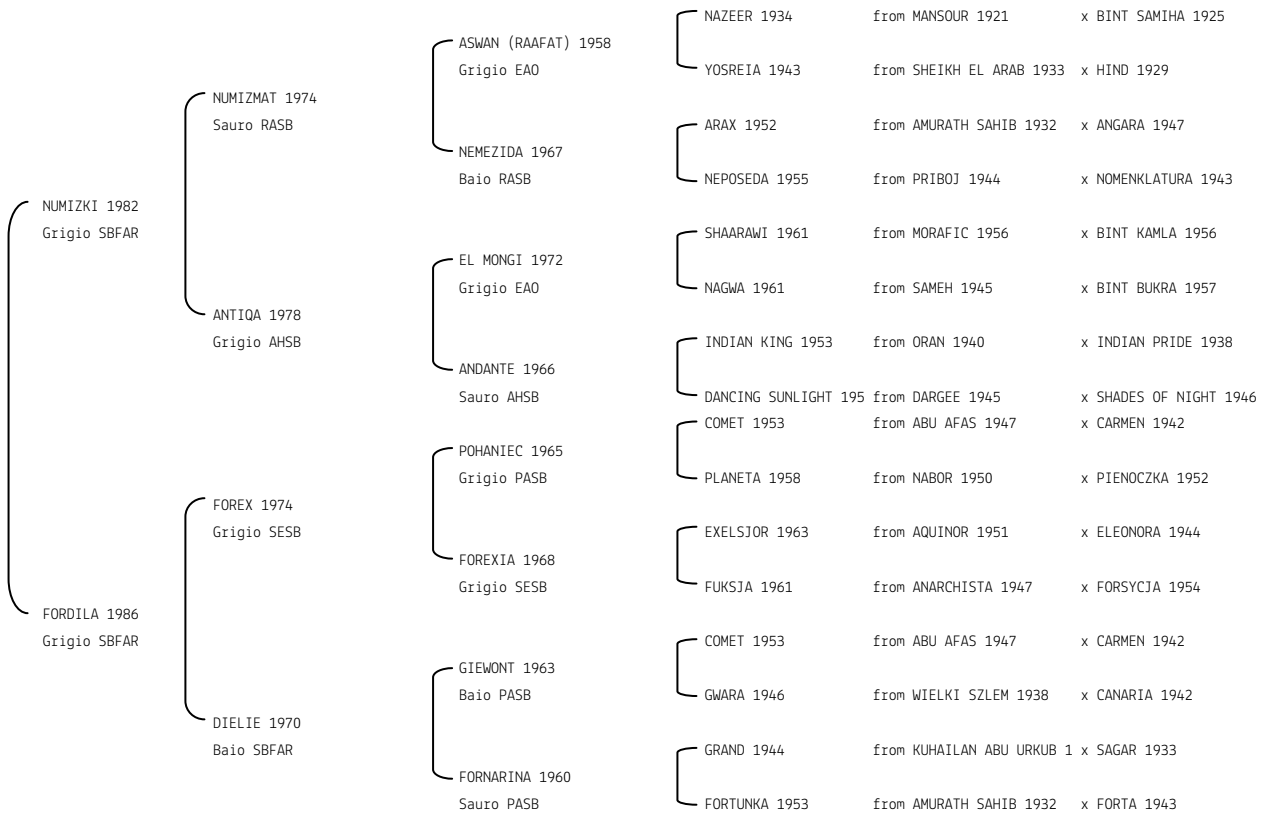 NAZEER 1934 from MANSOUR 1921 x BINT SAMIHA 1925
ASWAN (RAAFAT) 1958
Grigio EAO
YOSREIA 1943 from SHEIKH EL ARAB 1933 x HIND 1929
NUMIZMAT 1974
Sauro RASB
ARAX 1952 from AMURATH SAHIB 1932 x ANGARA 1947
NEMEZIDA 1967
Baio RASB
NEPOSEDA 1955 from PRIBOJ 1944 x NOMENKLATURA 1943
NUMIZKI 1982
Grigio SBFAR
SHAARAWI 1961 from MORAFIC 1956 x BINT KAMLA 1956
EL MONGI 1972
Grigio EAO
NAGWA 1961 from SAMEH 1945 x BINT BUKRA 1957
ANTIQA 1978
Grigio AHSB
INDIAN KING 1953 from ORAN 1940 x INDIAN PRIDE 1938
ANDANTE 1966
Sauro AHSB
DANCING SUNLIGHT 195 from DARGEE 1945 x SHADES OF NIGHT 1946
COMET 1953 from ABU AFAS 1947 x CARMEN 1942
POHANIEC 1965
Grigio PASB
PLANETA 1958 from NABOR 1950 x PIENOCZKA 1952
FOREX 1974
Grigio SESB
EXELSJOR 1963 from AQUINOR 1951 x ELEONORA 1944
FOREXIA 1968
Grigio SESB
FUKSJA 1961 from ANARCHISTA 1947 x FORSYCJA 1954
FORDILA 1986
Grigio SBFAR
COMET 1953 from ABU AFAS 1947 x CARMEN 1942
GIEWONT 1963
Baio PASB
GWARA 1946 from WIELKI SZLEM 1938 x CANARIA 1942
DIELIE 1970
Baio SBFAR
GRAND 1944 from KUHAILAN ABU URKUB 1 x SAGAR 1933
FORNARINA 1960
Sauro PASB
FORTUNKA 1953 from AMURATH SAHIB 1932 x FORTA 1943